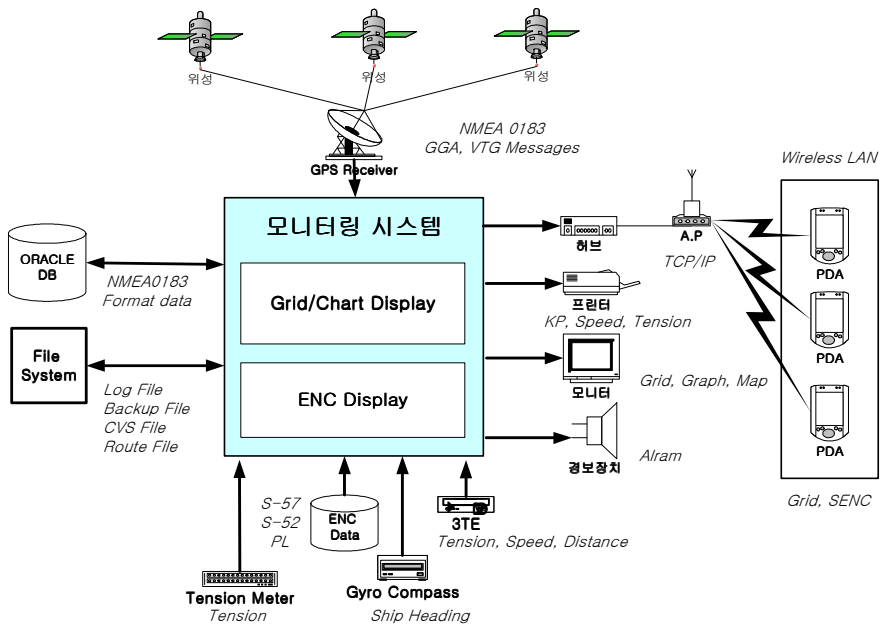 위성
위성
위성
NMEA 0183
GGA, VTG Messages
GPS Receiver
Wireless LAN
모니터링 시스템
Grid/Chart Display
ENC Display
ORACLE
DB
NMEA0183
Format data
File
System
Log File
Backup File
CVS File
Route File
허브
A.P
TCP/IP
프린터
KP, Speed, Tension
모니터
Grid, Graph, Map
경보장치
Alram
PDA
PDA
PDA
Grid, SENC
S-57
S-52
PL
ENC
Data
3TE
Tension, Speed, Distance
Tension Meter
Tension
Gyro Compass
Ship Heading